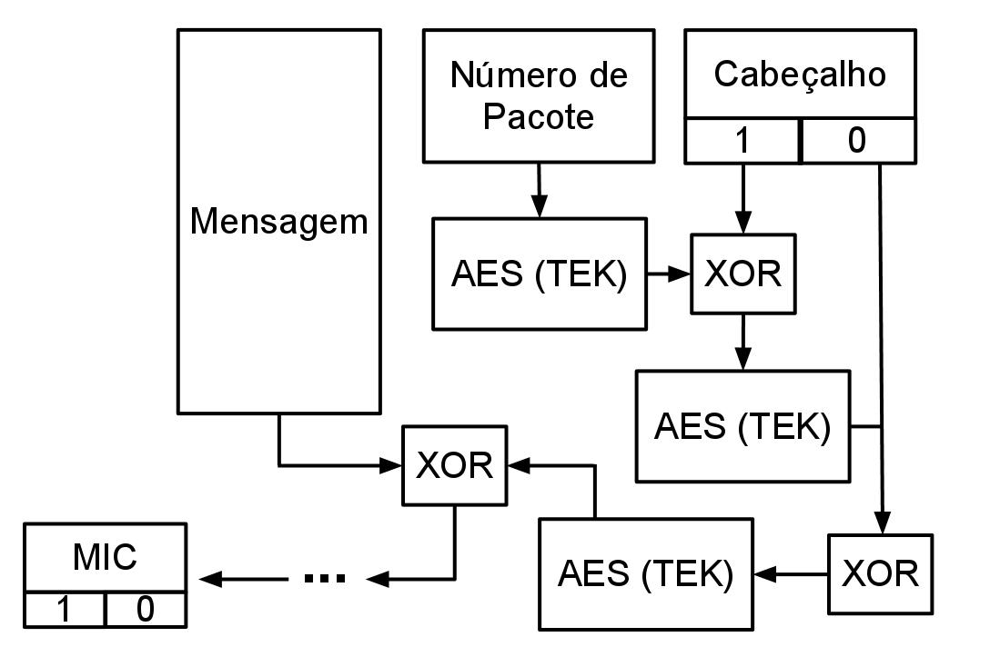 Mensagem
Número de
Pacote
Cabeçalho
1 0
AES (TEK)
XOR
AES (TEK)
XOR
AES (TEK)
XOR
...
MIC
1 0